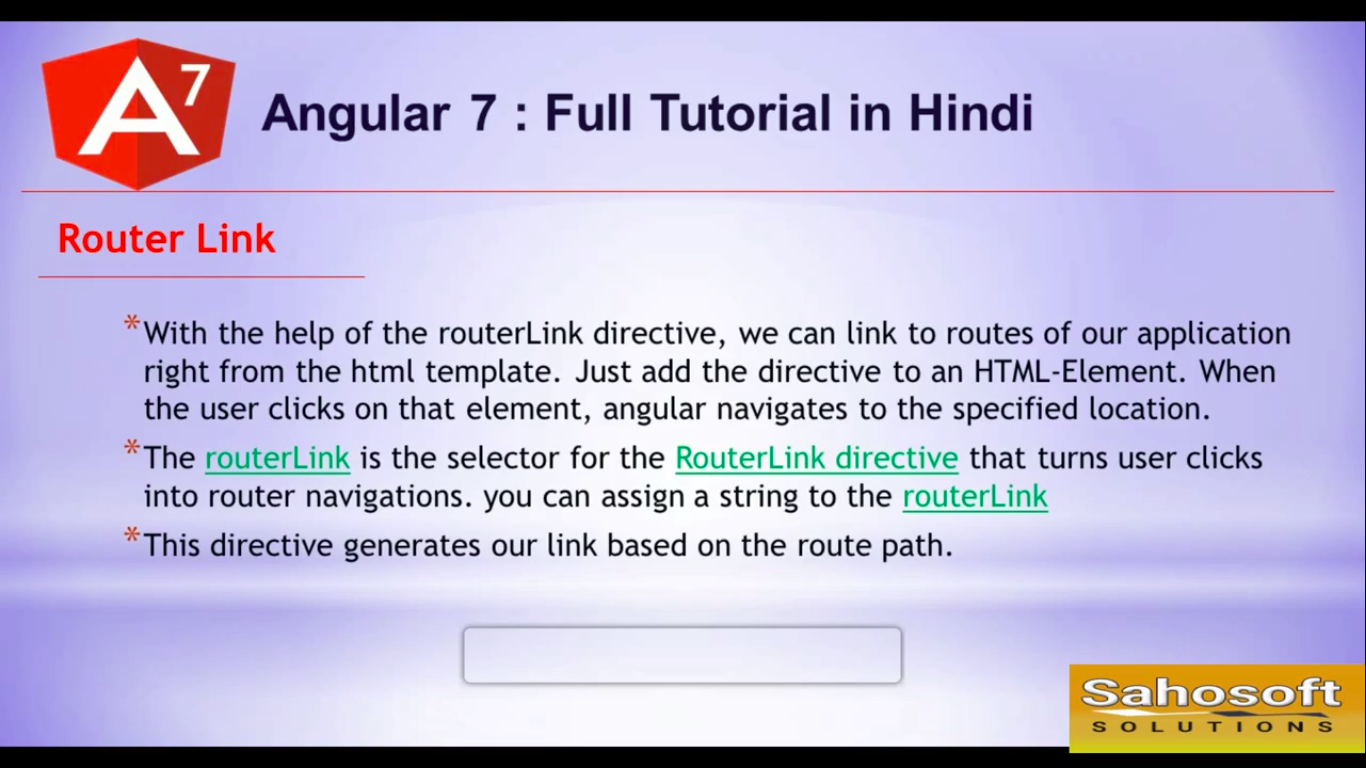 A7
Angular 7 : Full Tutorial in Hindi
Router Link
*With the help of the routerLink directive, we can link to routes of our application
right from the html template. Just add the directive to an HTML-Element. When
the user clicks on that element, angular navigates to the specified location.
*The routerLink is the selector for the RouterLink directive that turns user clicks
into router navigations. you can assign a string to the routerLink
*This directive generates our link based on the route path.
Sahosoft
SOLUTIONS